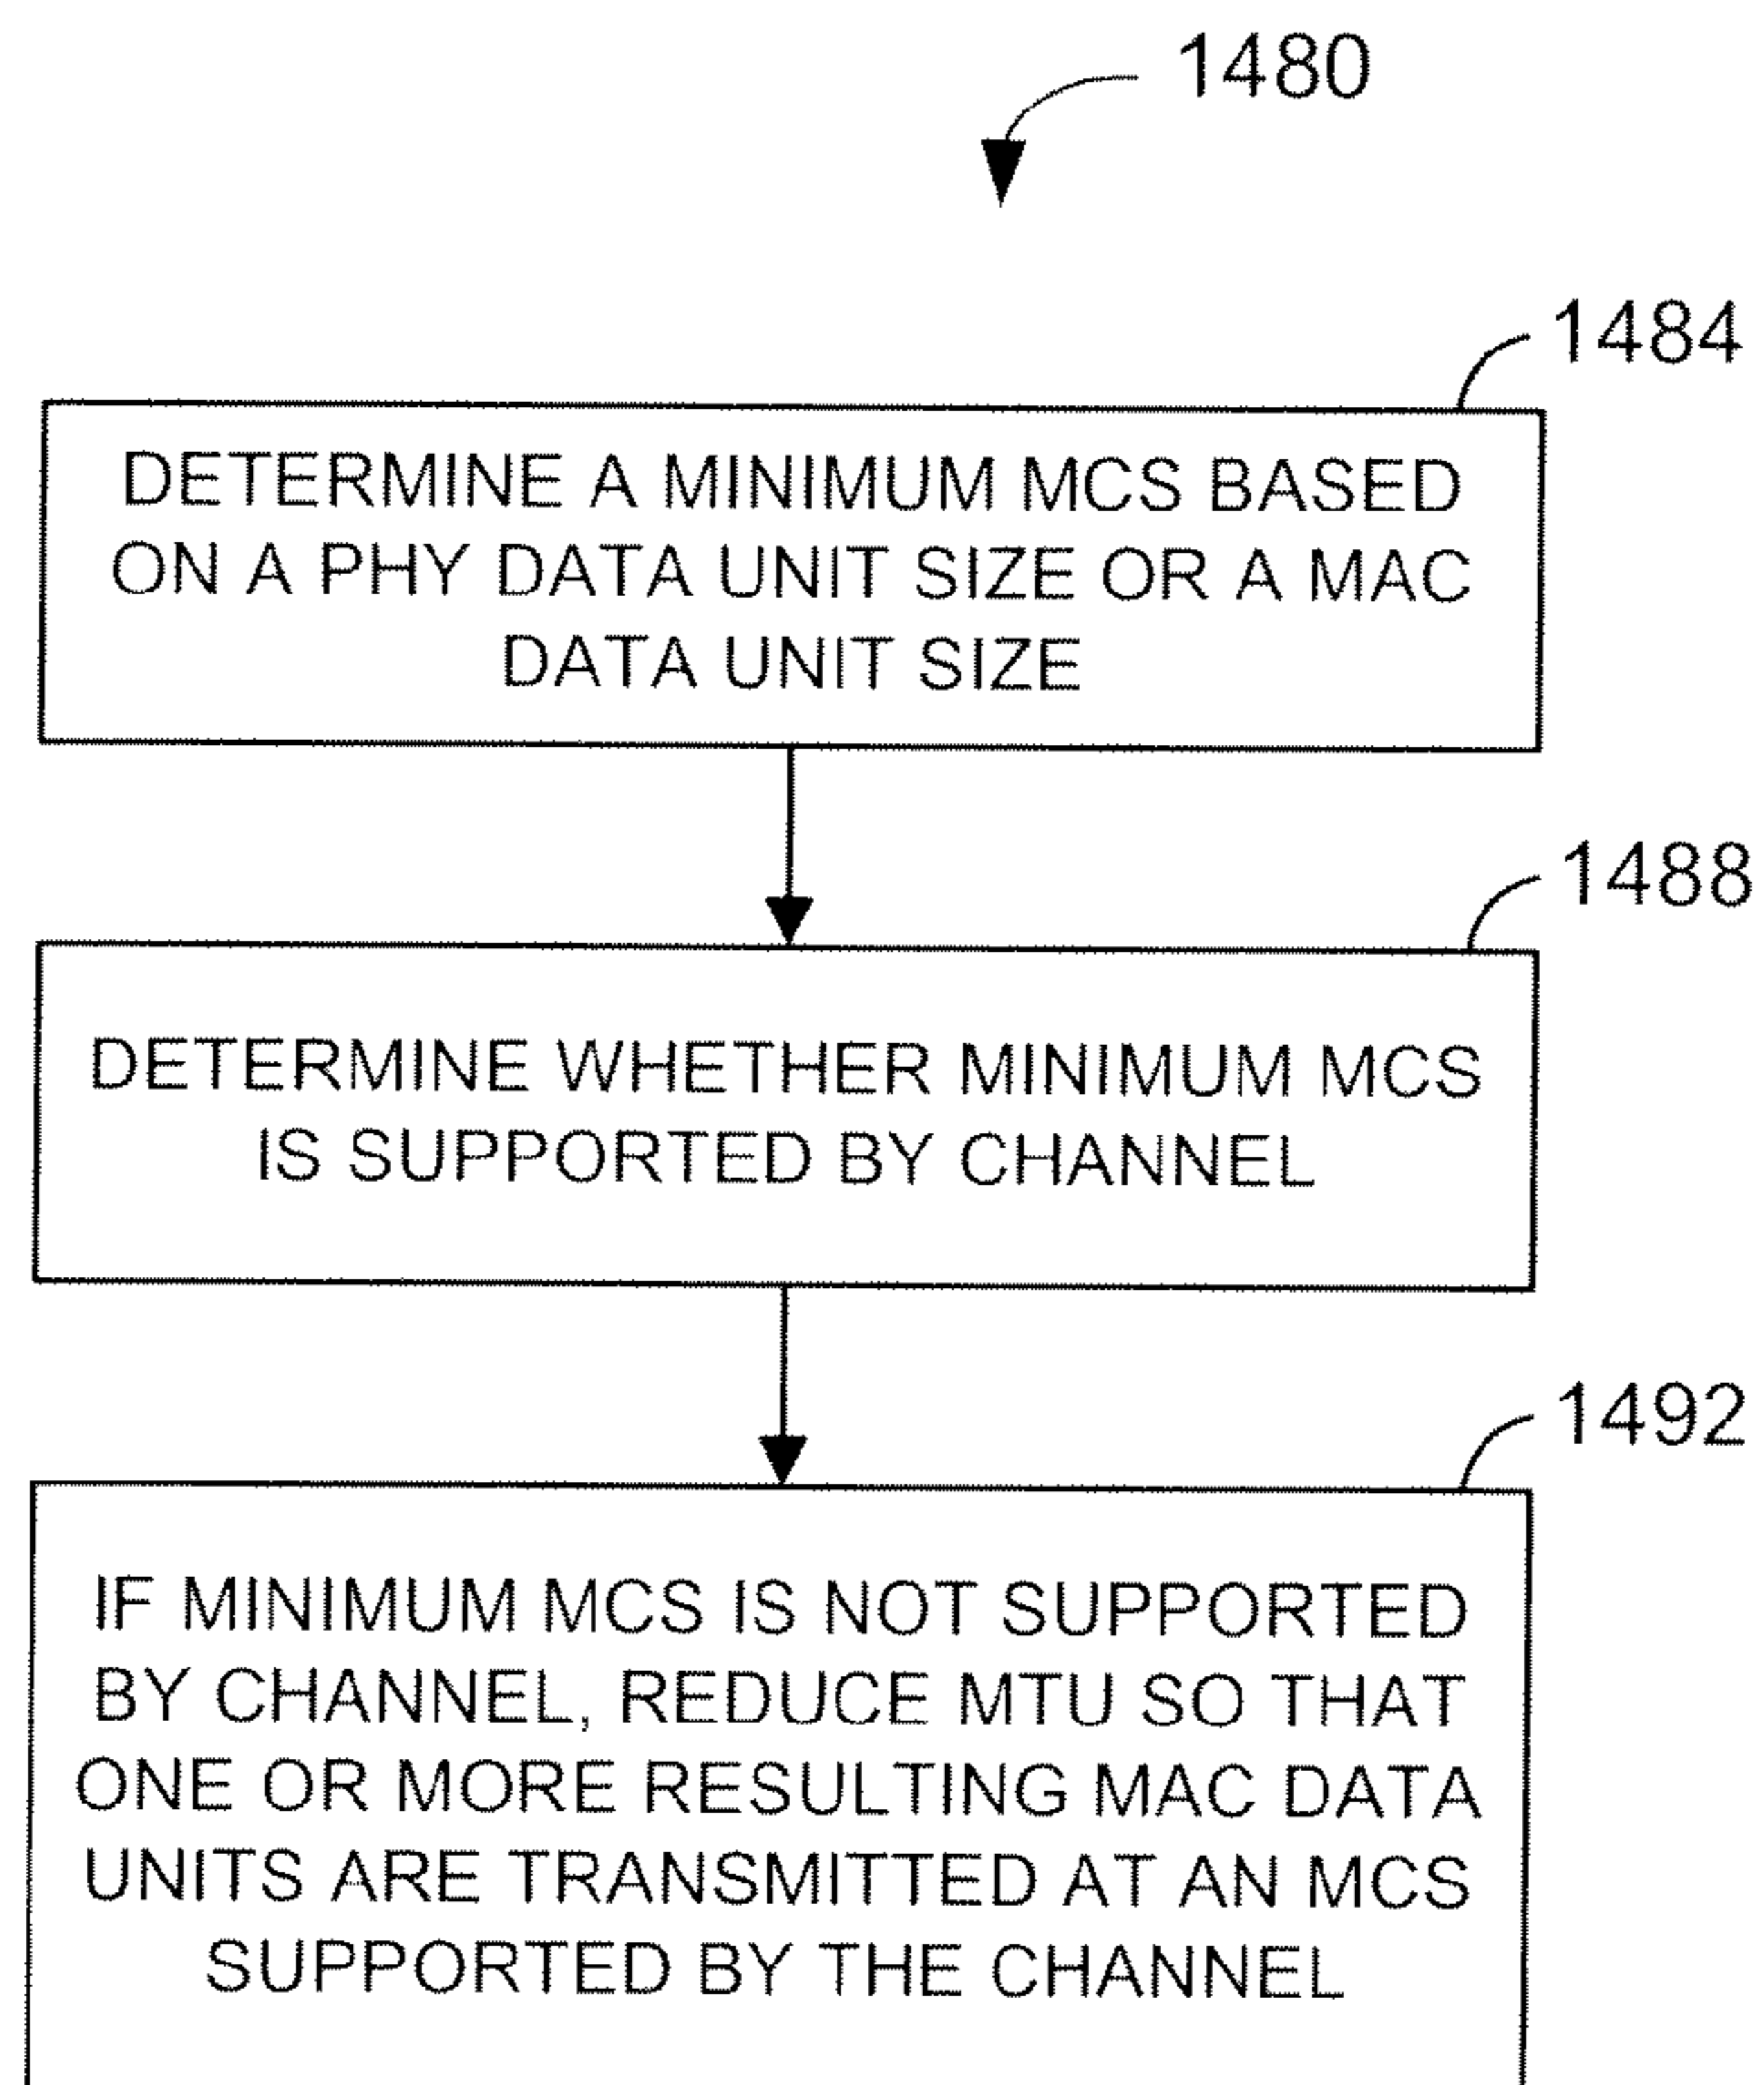 1480
1484
DETERMINE A MINIMUM MCS BASED
ON A PHY DATA UNIT SIZE OR A MAC
DATA UNIT SIZE
1488
DETERMINE WHETHER MINIMUM MCS
IS SUPPORTED BY CHANNEL
1492
IF MINIMUM MCS IS NOT SUPPORTED
BY CHANNEL, REDUCE MTU SO THAT
ONE OR MORE RESULTING MAC DATA
UNITS ARE TRANSMITTED AT AN MCS
SUPPORTED BY THE CHANNEL